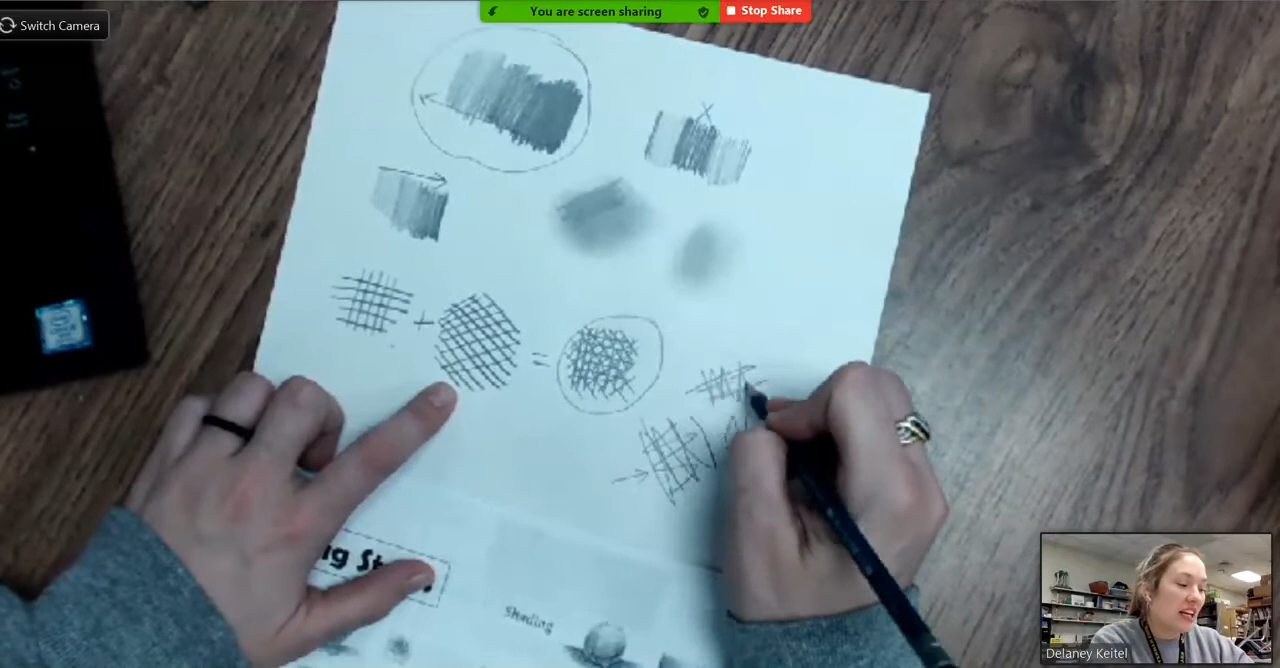 You are screen sharing
Stop Share
Switch Camera
Shading
Delaney Keitel